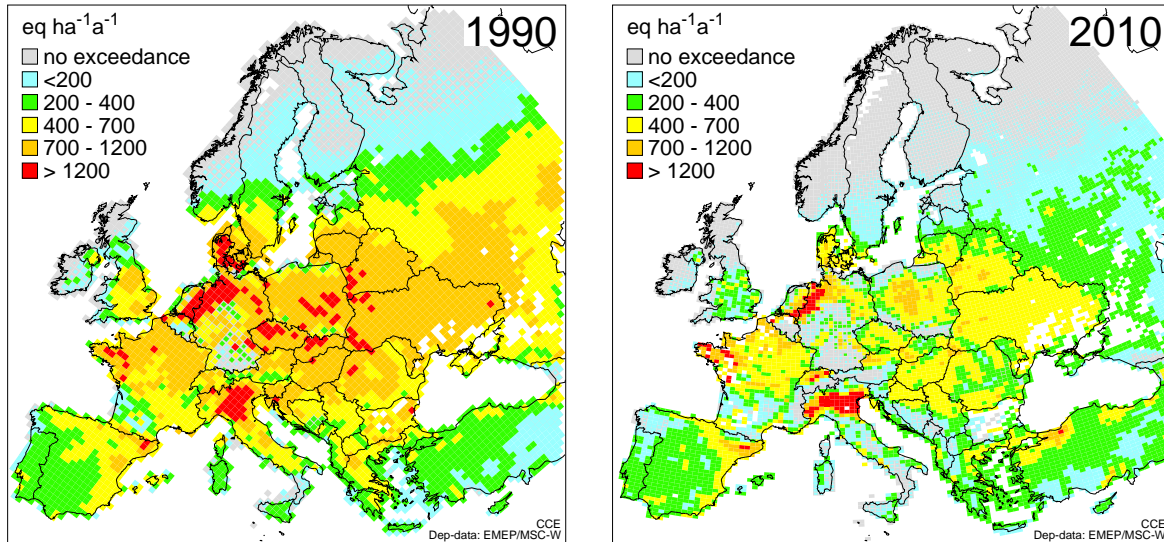 eq ha⁻¹a⁻¹
no exceedance
<200
200 - 400
400 - 700
700 - 1200
> 1200
1990
CCE
Dep-data: EMEP/MSC-W
eq ha⁻¹a⁻¹
no exceedance
<200
200 - 400
400 - 700
700 - 1200
> 1200
2010
CCE
Dep-data: EMEP/MSC-W